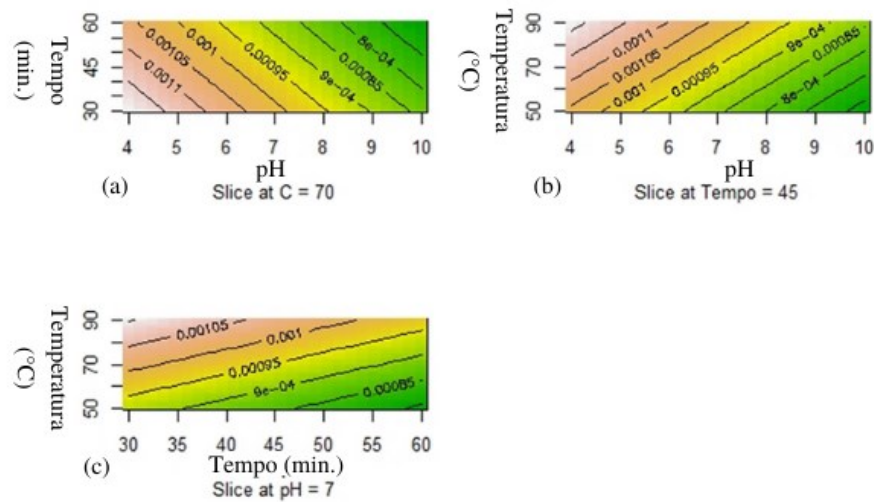 Tempo
(min.)
60
45
30
0.00105
0.001
0.0011
0.00095
9e-04
8e-04
0.00085
4 5 6 7 8 9 10
pH
(a)
Slice at C = 70
Temperatura
(°C)
90
70
50
0.0011
0.00105
0.001
0.00095
9e-04
0.00085
8e-04
4 5 6 7 8 9 10
pH
(b)
Slice at Tempo = 45
Temperatura
(°C)
90
70
50
0.00105
0.001
0.00095
9e-04
0.00085
30 35 40 45 50 55 60
(c)
Tempo (min.)
Slice at pH = 7